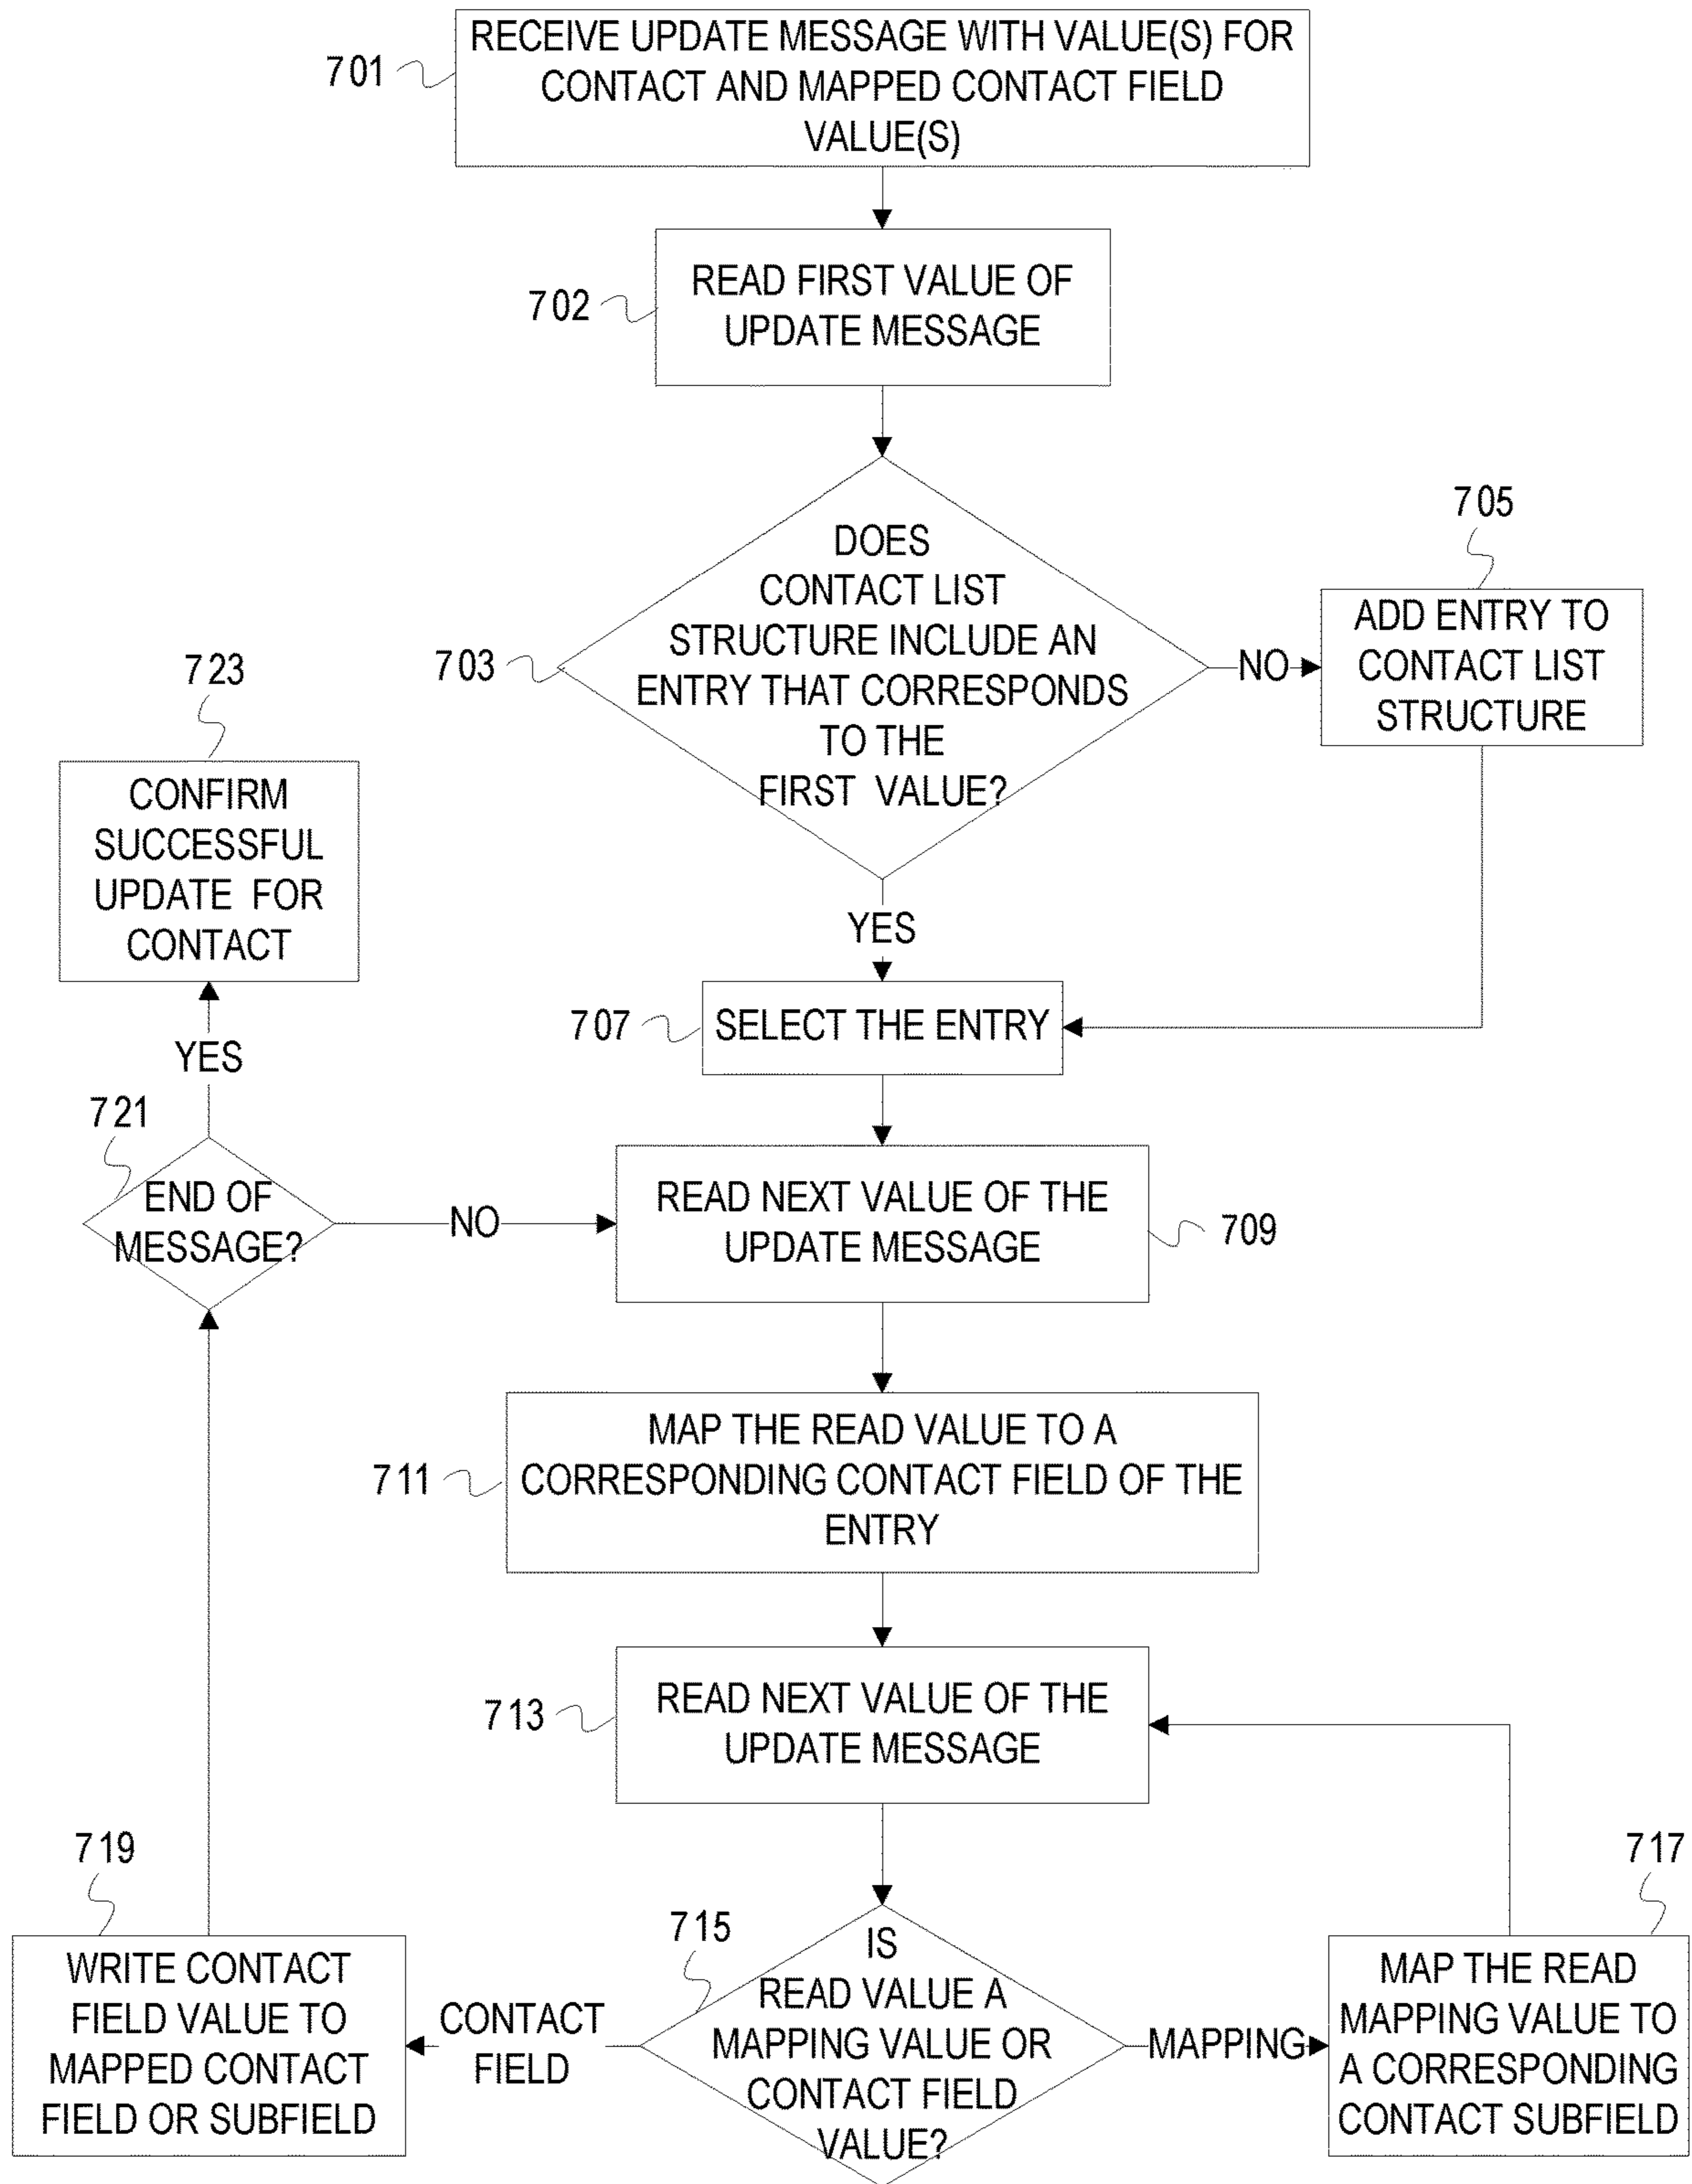 701
RECEIVE UPDATE MESSAGE WITH VALUE(S) FOR
CONTACT AND MAPPED CONTACT FIELD
VALUE(S)
702
READ FIRST VALUE OF
UPDATE MESSAGE
703
DOES
CONTACT LIST
STRUCTURE INCLUDE AN
ENTRY THAT CORRESPONDS
TO THE
FIRST VALUE?
NO
705
ADD ENTRY TO
CONTACT LIST
STRUCTURE
YES
707
SELECT THE ENTRY
709
READ NEXT VALUE OF THE
UPDATE MESSAGE
711
MAP THE READ VALUE TO A
CORRESPONDING CONTACT FIELD OF THE
ENTRY
713
READ NEXT VALUE OF THE
UPDATE MESSAGE
715
IS
READ VALUE A
MAPPING VALUE OR
CONTACT FIELD
VALUE?
MAPPING
717
MAP THE READ
MAPPING VALUE TO
A CORRESPONDING
CONTACT SUBFIELD
CONTACT
FIELD
719
WRITE CONTACT
FIELD VALUE TO
MAPPED CONTACT
FIELD OR SUBFIELD
721
END OF
MESSAGE?
NO
YES
723
CONFIRM
SUCCESSFUL
UPDATE FOR
CONTACT